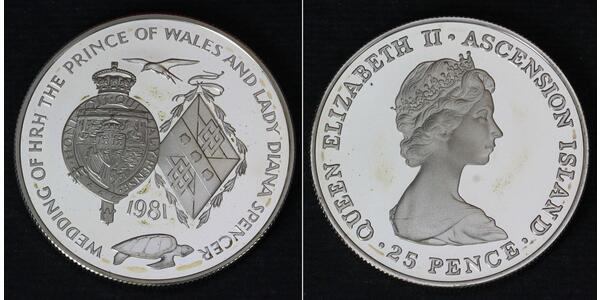 WEDDING OF HRH THE PRINCE OF WALES AND LADY DIANA SPENCER
1981
QUEEN ELIZABETH II · ASCENSION ISLAND
· 25 PENCE ·